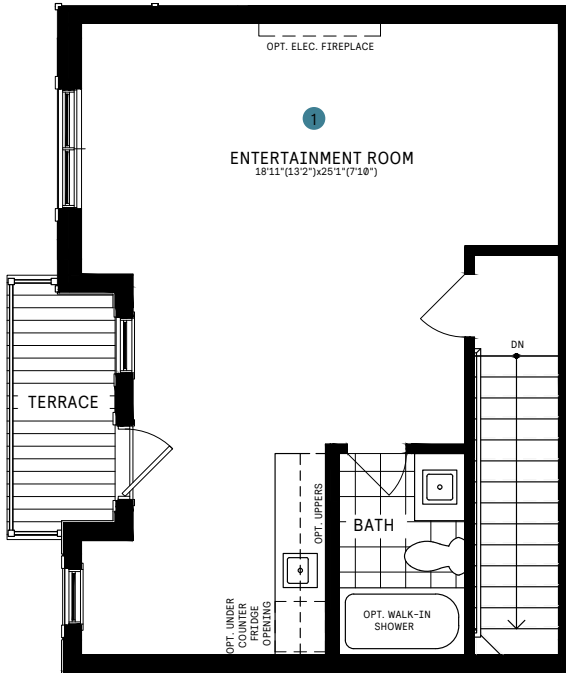 OPT. ELEC. FIREPLACE
1
ENTERTAINMENT ROOM
18'11"(13'2")x25'1"(7'10")
DN
TERRACE
OPT. UPPERS
BATH
OPT. UNDER
COUNTER
FRIDGE
OPENING
OPT. WALK-IN
SHOWER